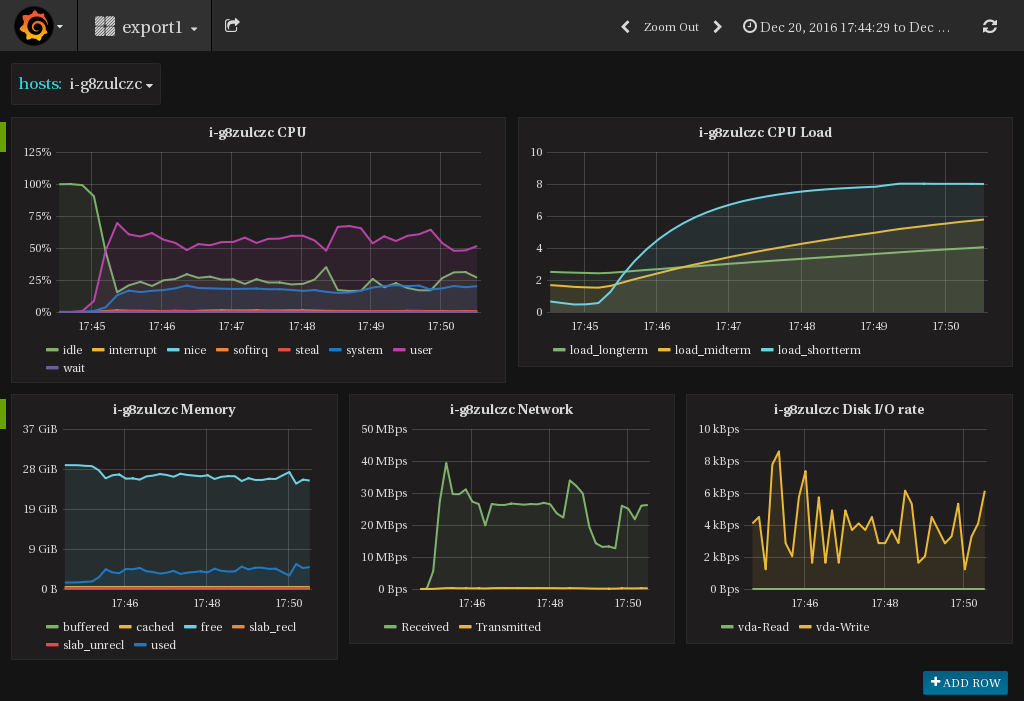 export1
Zoom Out
Dec 20, 2016 17:44:29 to Dec ...
hosts: i-g8zulczc
i-g8zulczc CPU
125%
100%
75%
50%
25%
0%
17:45 17:46 17:47 17:48 17:49 17:50
idle interrupt nice softirq steal system user
wait
i-g8zulczc CPU Load
10
8
6
4
2
0
17:45 17:46 17:47 17:48 17:49 17:50
load_longterm load_midterm load_shortterm
i-g8zulczc Memory
37 GiB
28 GiB
19 GiB
9 GiB
0 B
17:46 17:48 17:50
buffered cached free slab_recl
slab_unrecl used
i-g8zulczc Network
50 MBps
40 MBps
30 MBps
20 MBps
10 MBps
0 Bps
17:46 17:48 17:50
Received Transmitted
i-g8zulczc Disk I/O rate
10 kBps
8 kBps
6 kBps
4 kBps
2 kBps
0 Bps
17:46 17:48 17:50
vda-Read vda-Write
ADD ROW